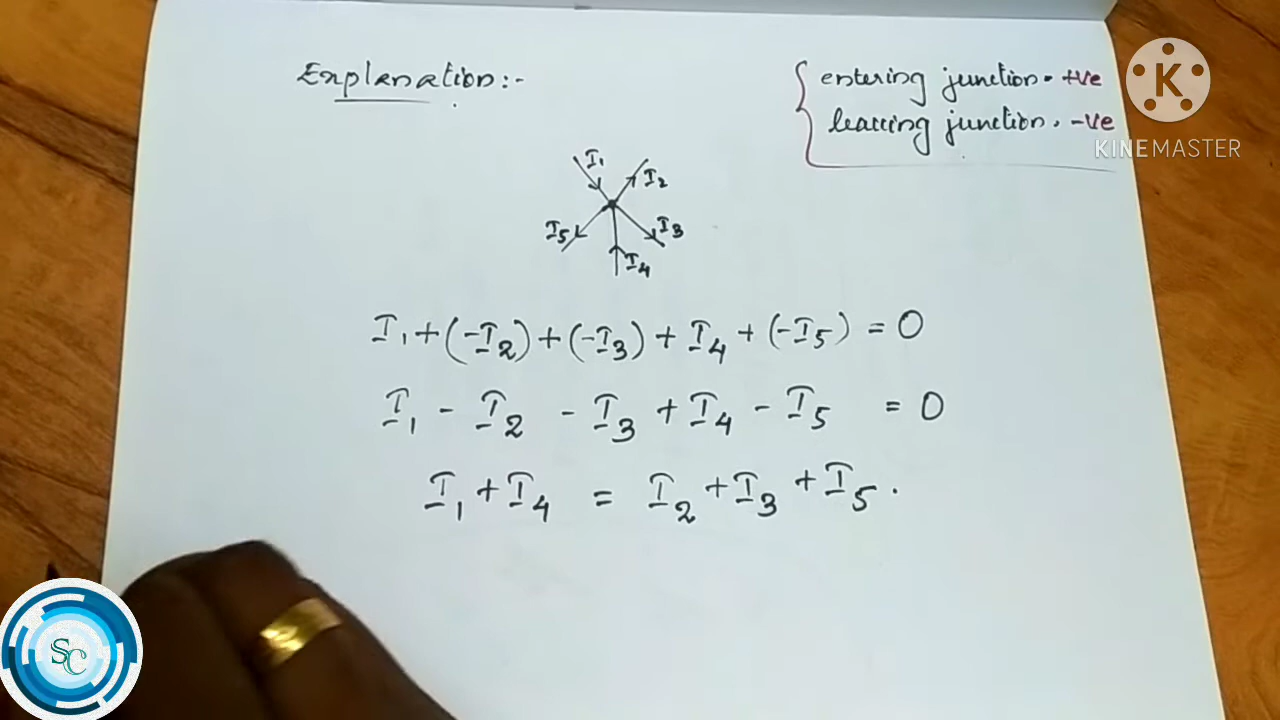 Explanation:-
entering junction - +ve
leaving junction. -ve
KINEMASTER
I₁
I₂
I₅
I₃
I₄
I₁ + (-I₂) + (-I₃) + I₄ + (-I₅) = 0
I₁ - I₂ - I₃ + I₄ - I₅ = 0
I₁ + I₄ = I₂ + I₃ + I₅.
SC